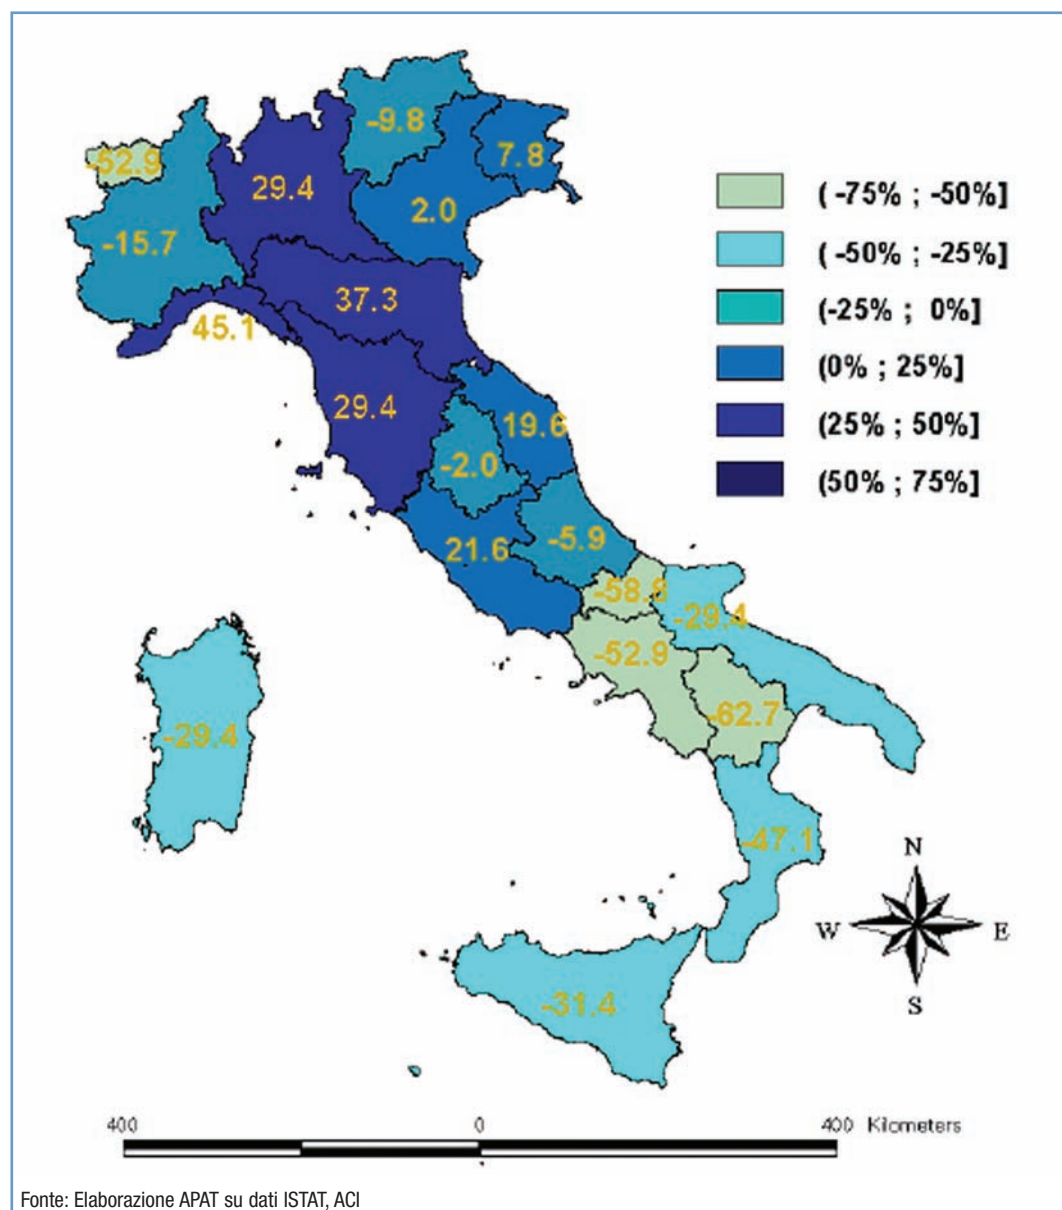 -9.8
7.8
-52.9
29.4
2.0
-15.7
37.3
45.1
29.4
19.6
-2.0
21.6
-5.9
-58.8
-29.4
-52.9
-62.7
-29.4
-47.1
-31.4
( -75% ; -50%]
( -50% ; -25%]
(-25% ; 0%]
(0% ; 25%]
(25% ; 50%]
(50% ; 75%]
N
W E
S
400 0 400 Kilometers
Fonte: Elaborazione APAT su dati ISTAT, ACI